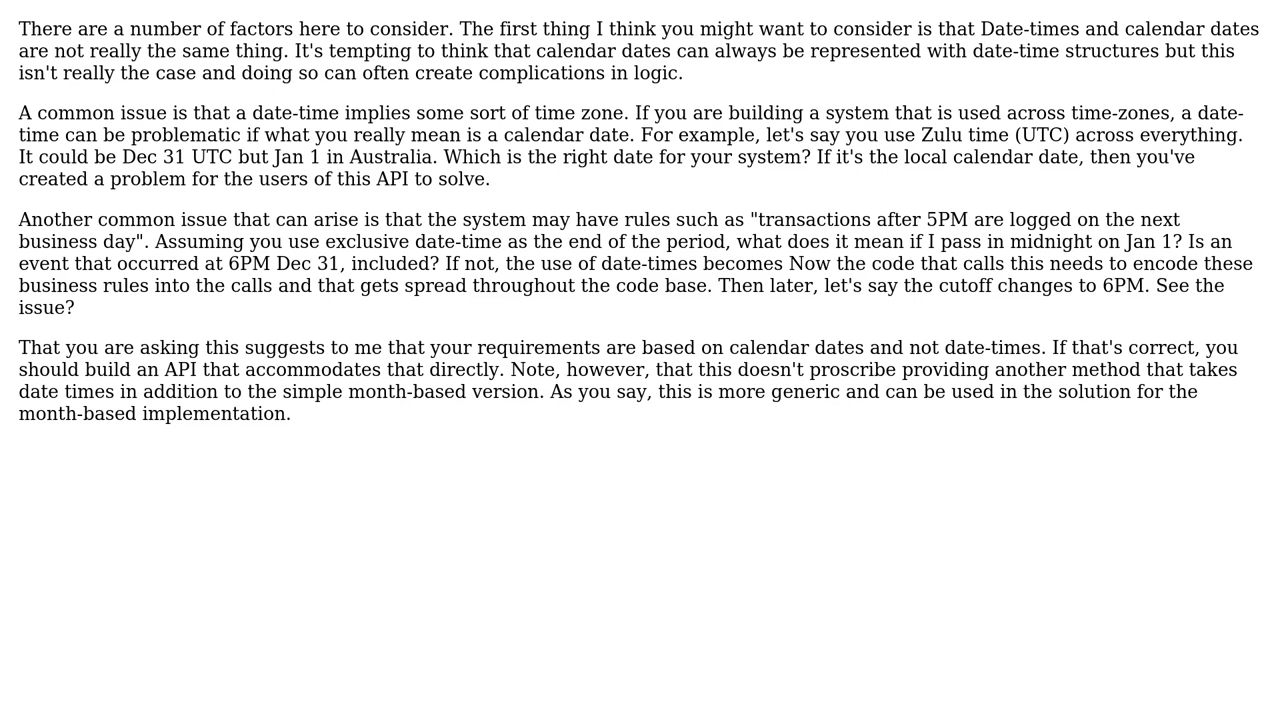 There are a number of factors here to consider. The first thing I think you might want to consider is that Date-times and calendar dates
are not really the same thing. It's tempting to think that calendar dates can always be represented with date-time structures but this
isn't really the case and doing so can often create complications in logic.
A common issue is that a date-time implies some sort of time zone. If you are building a system that is used across time-zones, a date-
time can be problematic if what you really mean is a calendar date. For example, let's say you use Zulu time (UTC) across everything.
It could be Dec 31 UTC but Jan 1 in Australia. Which is the right date for your system? If it's the local calendar date, then you've
created a problem for the users of this API to solve.
Another common issue that can arise is that the system may have rules such as "transactions after 5PM are logged on the next
business day". Assuming you use exclusive date-time as the end of the period, what does it mean if I pass in midnight on Jan 1? Is an
event that occurred at 6PM Dec 31, included? If not, the use of date-times becomes Now the code that calls this needs to encode these
business rules into the calls and that gets spread throughout the code base. Then later, let's say the cutoff changes to 6PM. See the
issue?
That you are asking this suggests to me that your requirements are based on calendar dates and not date-times. If that's correct, you
should build an API that accommodates that directly. Note, however, that this doesn't proscribe providing another method that takes
date times in addition to the simple month-based version. As you say, this is more generic and can be used in the solution for the
month-based implementation.